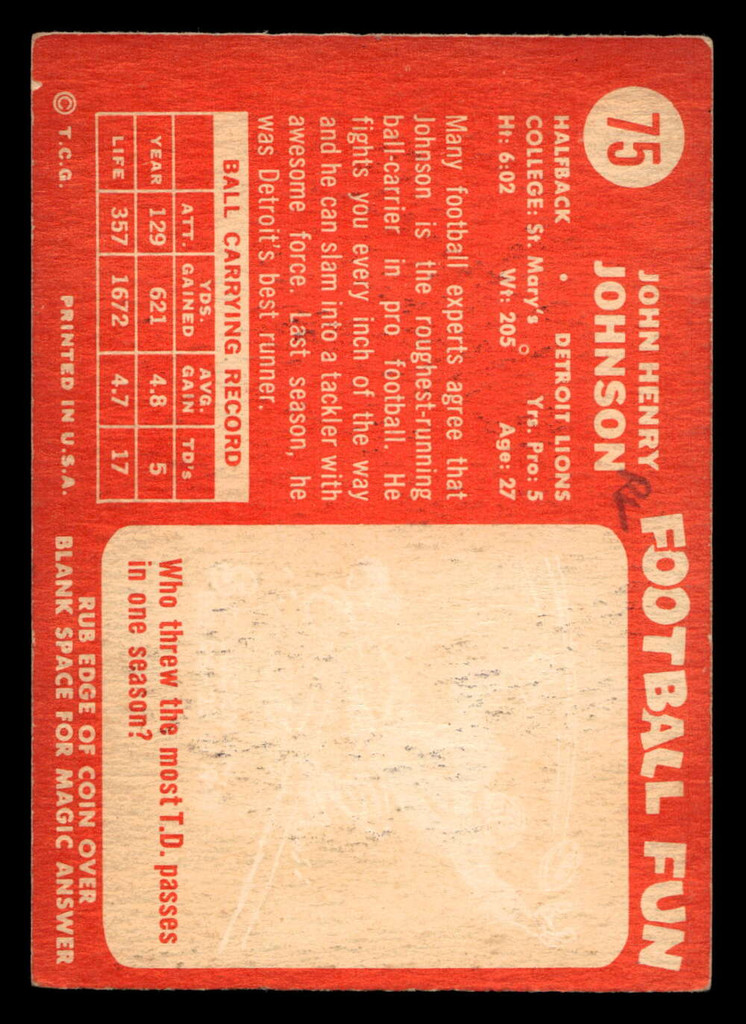 75
JOHN HENRY
JOHNSON
HALFBACK • DETROIT LIONS
COLLEGE: St. Mary's Yrs. Pro: 5
Ht: 6:02 Wt: 205 Age: 27
Many football experts agree that
Johnson is the roughest-running
ball-carrier in pro football. He
fights you every inch of the way
and he can slam into a tackler with
awesome force. Last season, he
was Detroit's best runner.
BALL CARRYING RECORD
ATT. YDS. GAINED AVG. GAIN TD's
YEAR 129 621 4.8 5
LIFE 357 1672 4.7 17
© T.C.G. PRINTED IN U.S.A.
FOOTBALL FUN
Who threw the most T.D. passes
in one season?
RUB EDGE OF COIN OVER
BLANK SPACE FOR MAGIC ANSWER